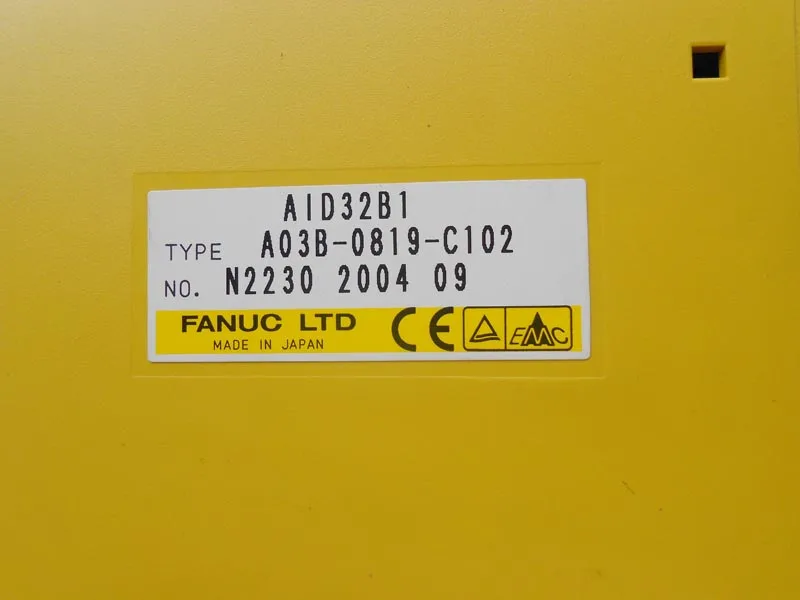 AID32B1
TYPE A03B-0819-C102
NO. N2230 2004 09
FANUC LTD
MADE IN JAPAN
CE
EMC